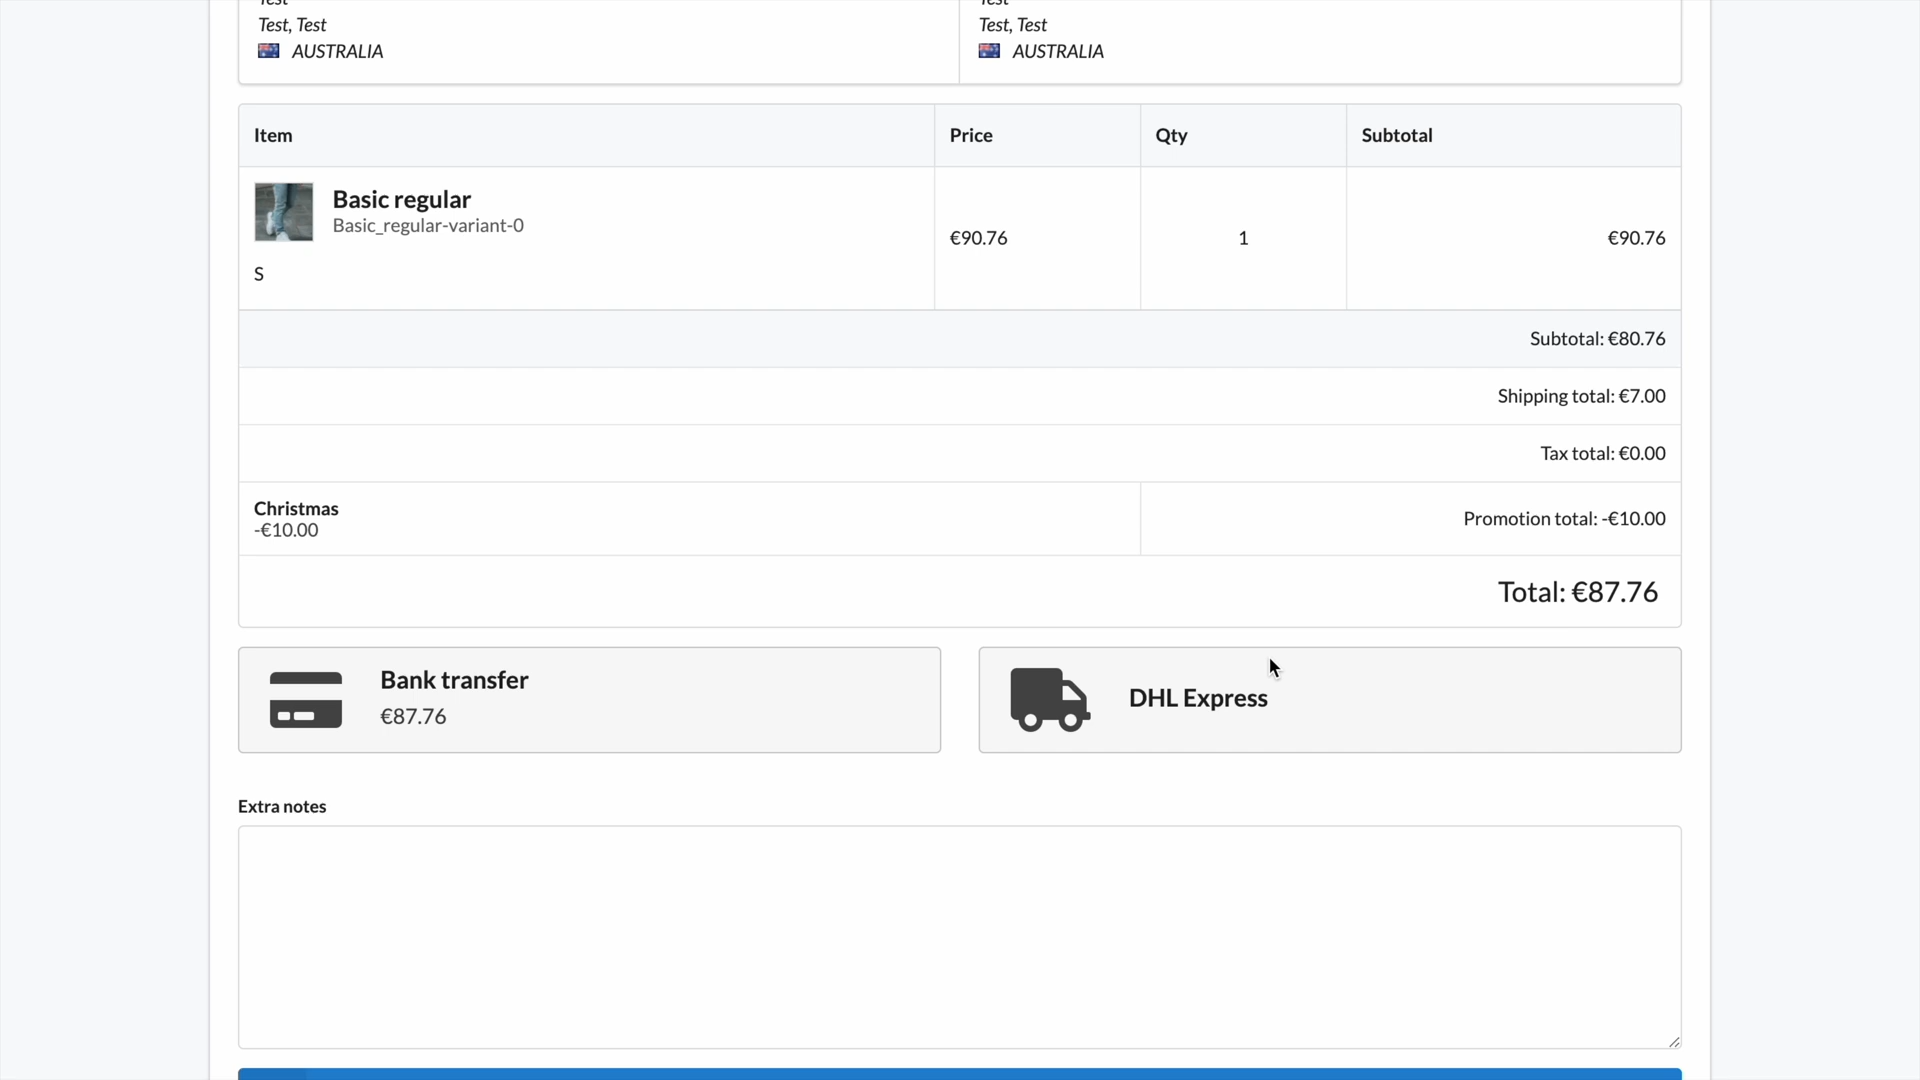 Test
Test
Test, Test
Test, Test
AUSTRALIA
AUSTRALIA
Item
Price
Qty
Subtotal
Basic regular
Basic_regular-variant-0
S
€90.76
1
€90.76
Subtotal: €80.76
Shipping total: €7.00
Tax total: €0.00
Christmas
-€10.00
Promotion total: -€10.00
Total: €87.76
Bank transfer
€87.76
DHL Express
Extra notes